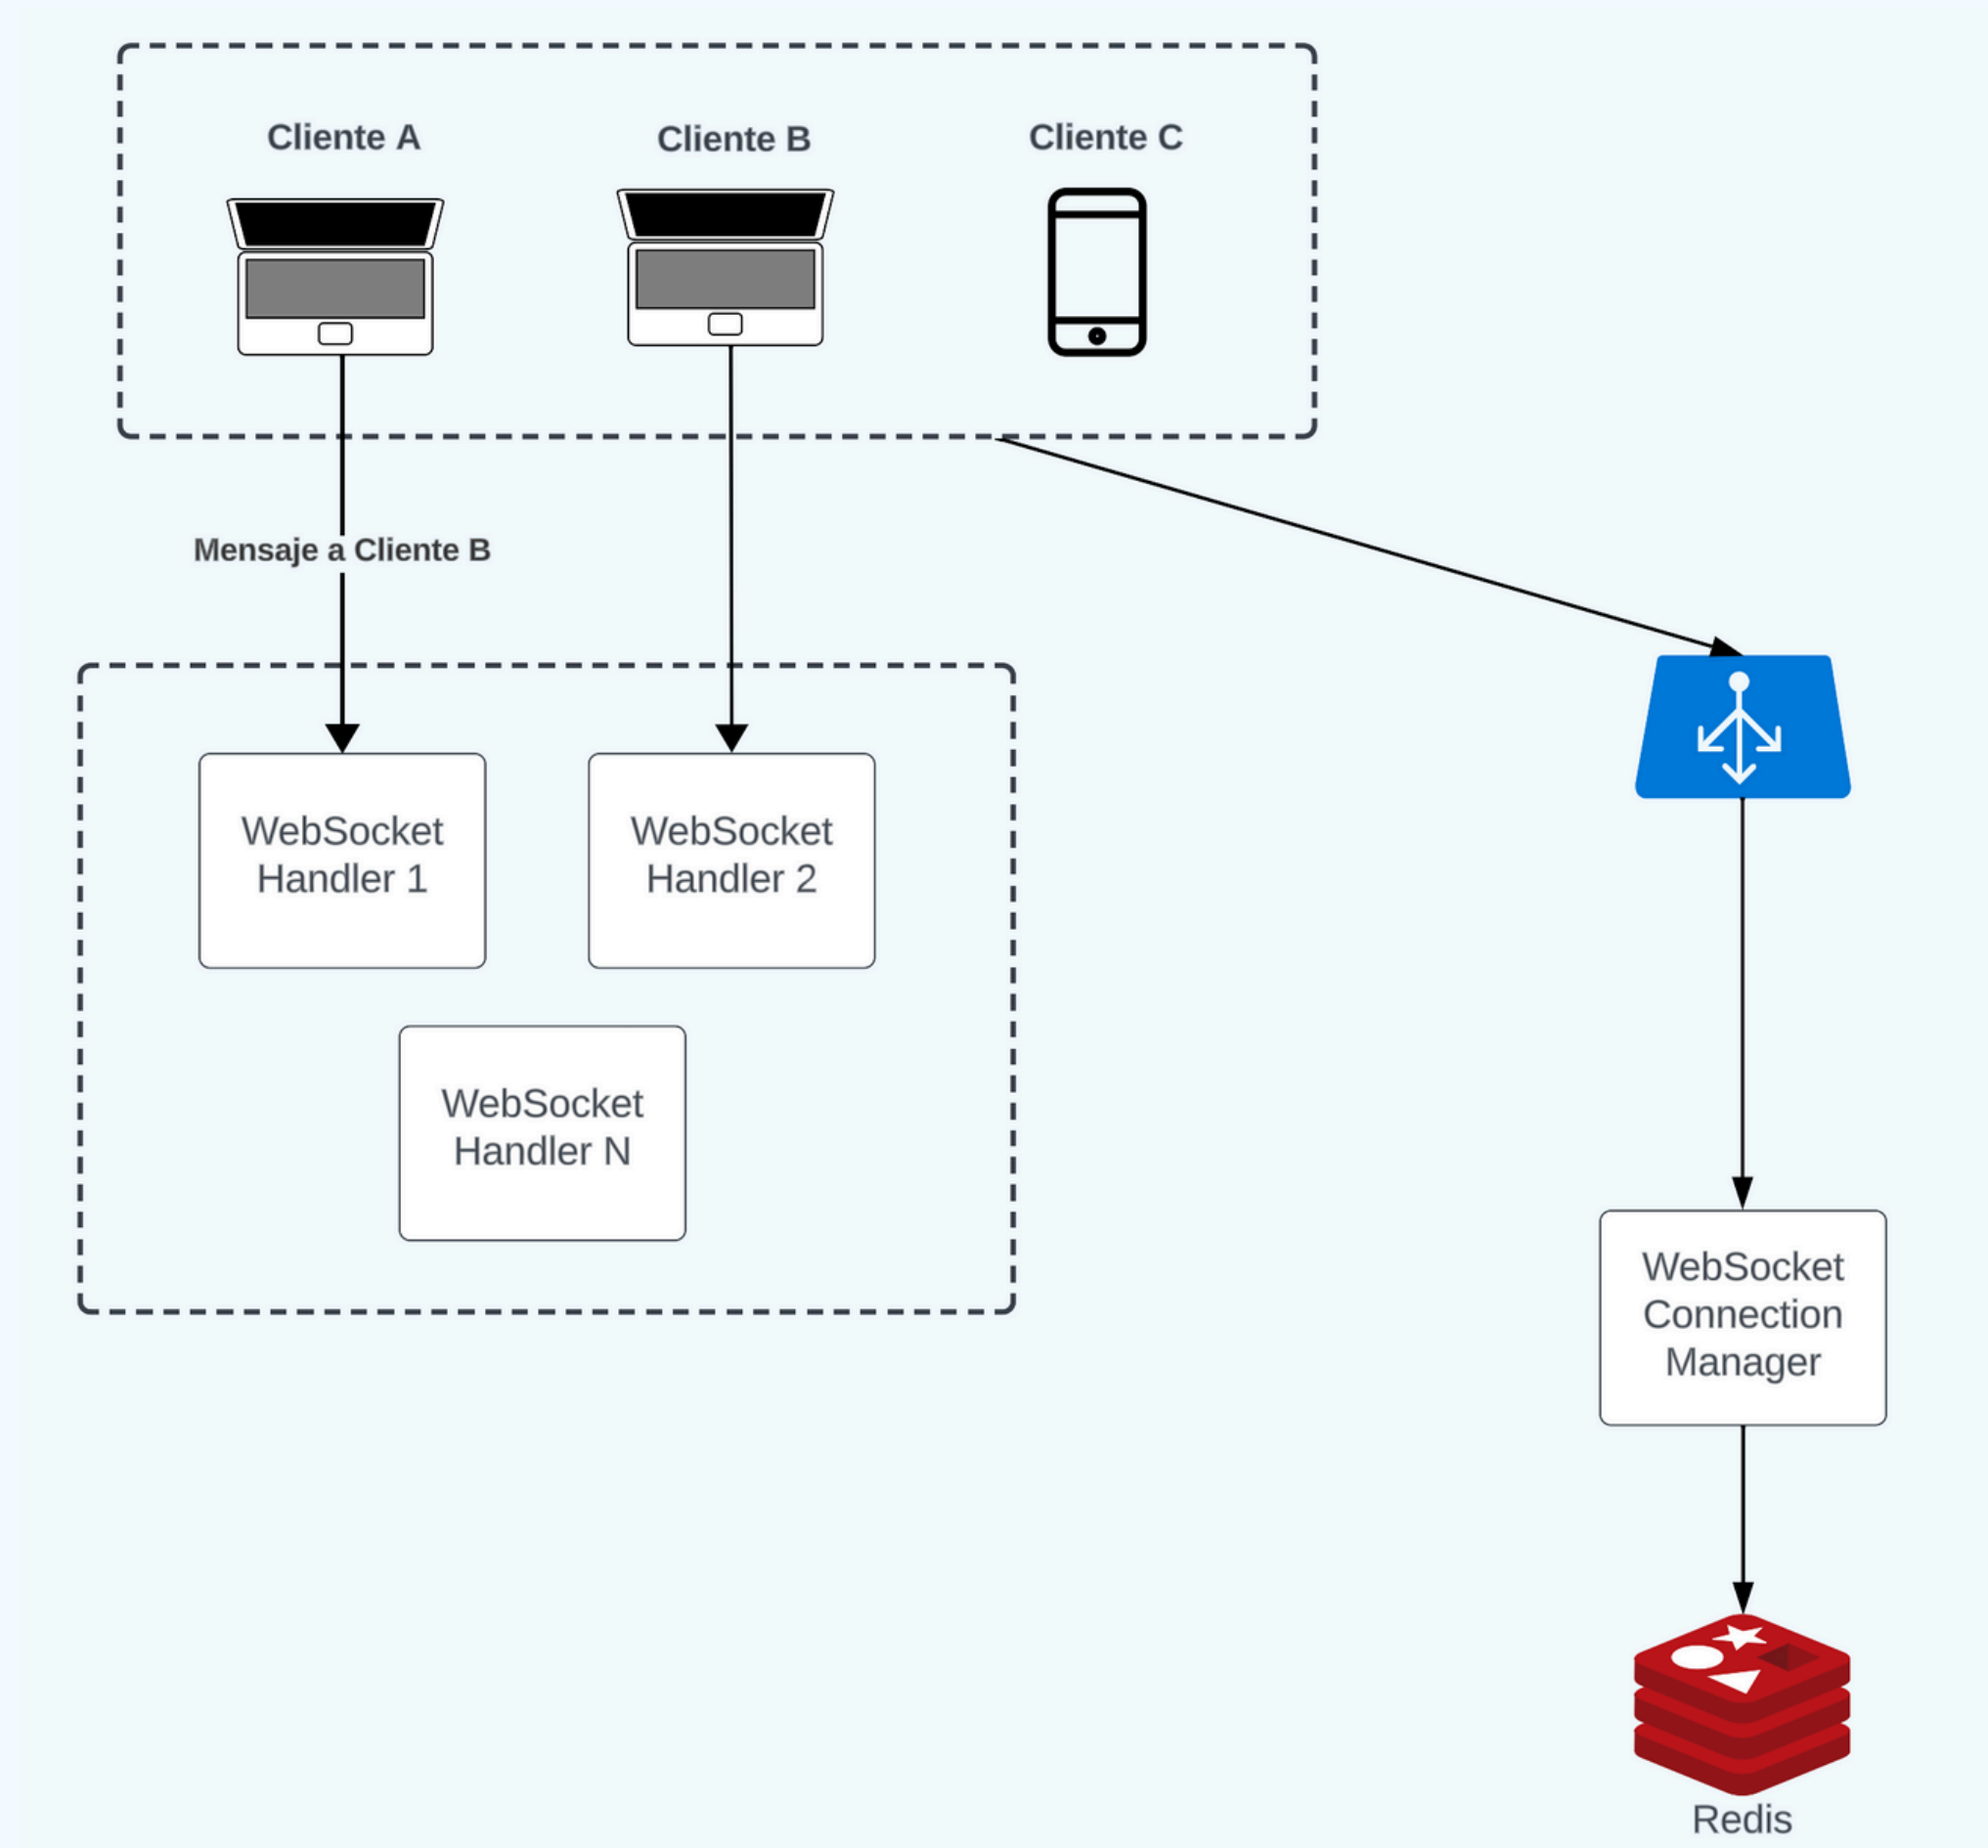 Cliente A
Cliente B
Cliente C
Mensaje a Cliente B
WebSocket
Handler 1
WebSocket
Handler 2
WebSocket
Handler N
WebSocket
Connection
Manager
Redis